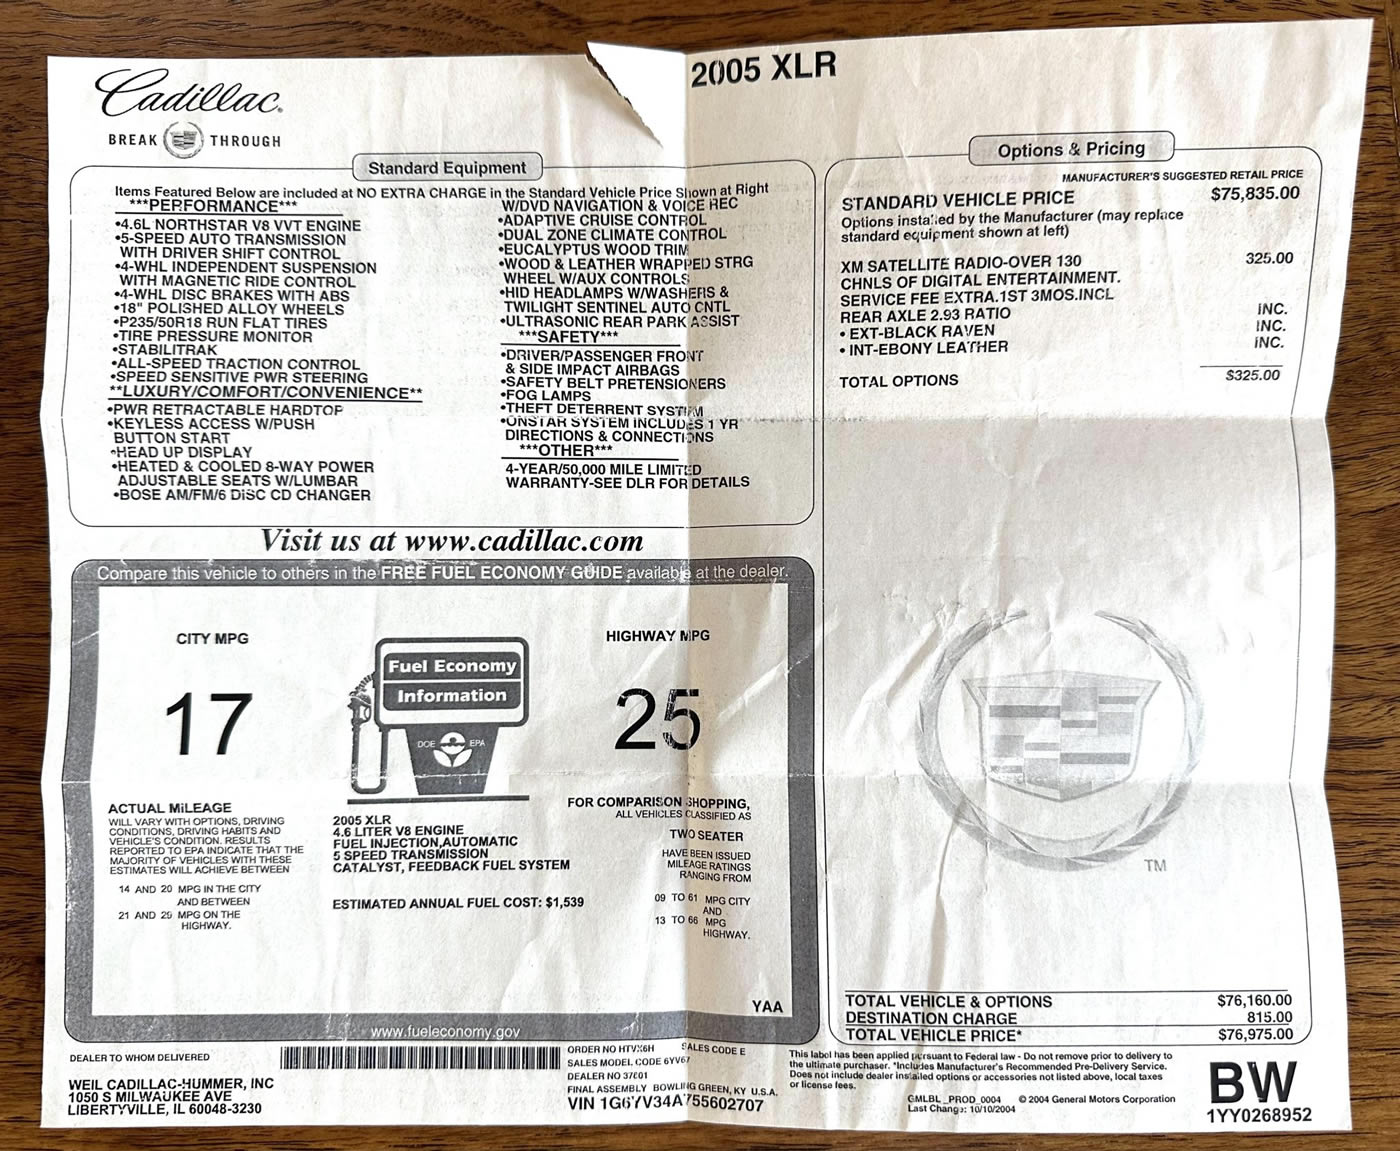 Cadillac.
BREAK THROUGH
2005 XLR
Standard Equipment
Items Featured Below are included at NO EXTRA CHARGE in the Standard Vehicle Price Shown at Right
***PERFORMANCE***
•4.6L NORTHSTAR V8 VVT ENGINE
•5-SPEED AUTO TRANSMISSION
WITH DRIVER SHIFT CONTROL
•4-WHL INDEPENDENT SUSPENSION
WITH MAGNETIC RIDE CONTROL
•4-WHL DISC BRAKES WITH ABS
•18" POLISHED ALLOY WHEELS
•P235/50R18 RUN FLAT TIRES
•TIRE PRESSURE MONITOR
•STABILITRAK
•ALL-SPEED TRACTION CONTROL
•SPEED SENSITIVE PWR STEERING
**LUXURY/COMFORT/CONVENIENCE**
•PWR RETRACTABLE HARDTOP
•KEYLESS ACCESS W/PUSH
BUTTON START
•HEAD UP DISPLAY
•HEATED & COOLED 8-WAY POWER
ADJUSTABLE SEATS W/LUMBAR
•BOSE AM/FM/6 DISC CD CHANGER
W/DVD NAVIGATION & VOICE REC
•ADAPTIVE CRUISE CONTROL
•DUAL ZONE CLIMATE CONTROL
•EUCALYPTUS WOOD TRIM
•WOOD & LEATHER WRAPPED STRG
WHEEL W/AUX CONTROLS
•HID HEADLAMPS W/WASHERS &
TWILIGHT SENTINEL AUTO CNTL
•ULTRASONIC REAR PARK ASSIST
***SAFETY***
•DRIVER/PASSENGER FRONT
& SIDE IMPACT AIRBAGS
•SAFETY BELT PRETENSIONERS
•FOG LAMPS
•THEFT DETERRENT SYSTEM
•ONSTAR SYSTEM INCLUDES 1 YR
DIRECTIONS & CONNECTIONS
***OTHER***
4-YEAR/50,000 MILE LIMITED
WARRANTY-SEE DLR FOR DETAILS
Visit us at www.cadillac.com
Compare this vehicle to others in the FREE FUEL ECONOMY GUIDE available at the dealer.
CITY MPG
17
Fuel Economy
Information
DOE EPA
HIGHWAY MPG
25
ACTUAL MILEAGE
WILL VARY WITH OPTIONS, DRIVING
CONDITIONS, DRIVING HABITS AND
VEHICLE'S CONDITION. RESULTS
REPORTED TO EPA INDICATE THAT THE
MAJORITY OF VEHICLES WITH THESE
ESTIMATES WILL ACHIEVE BETWEEN
14 AND 20 MPG IN THE CITY
AND BETWEEN
21 AND 29 MPG ON THE
HIGHWAY.
2005 XLR
4.6 LITER V8 ENGINE
FUEL INJECTION,AUTOMATIC
5 SPEED TRANSMISSION
CATALYST, FEEDBACK FUEL SYSTEM
ESTIMATED ANNUAL FUEL COST: $1,539
FOR COMPARISON SHOPPING,
ALL VEHICLES CLASSIFIED AS
TWO SEATER
HAVE BEEN ISSUED
MILEAGE RATINGS
RANGING FROM
09 TO 61 MPG CITY
AND
13 TO 66 MPG
HIGHWAY.
YAA
www.fueleconomy.gov
Options & Pricing
MANUFACTURER'S SUGGESTED RETAIL PRICE
STANDARD VEHICLE PRICE $75,835.00
Options installed by the Manufacturer (may replace
standard equipment shown at left)
XM SATELLITE RADIO-OVER 130 325.00
CHNLS OF DIGITAL ENTERTAINMENT.
SERVICE FEE EXTRA.1ST 3MOS.INCL
REAR AXLE 2.93 RATIO INC.
• EXT-BLACK RAVEN INC.
• INT-EBONY LEATHER INC.
TOTAL OPTIONS $325.00
TM
TOTAL VEHICLE & OPTIONS $76,160.00
DESTINATION CHARGE 815.00
TOTAL VEHICLE PRICE* $76,975.00
DEALER TO WHOM DELIVERED
WEIL CADILLAC-HUMMER, INC
1050 S MILWAUKEE AVE
LIBERTYVILLE, IL 60048-3230
ORDER NO HTVX6H SALES CODE E
SALES MODEL CODE 6YV67
DEALER NO 37601
FINAL ASSEMBLY BOWLING GREEN, KY U.S.A.
VIN 1G6YV34A755602707
This label has been applied pursuant to Federal law - Do not remove prior to delivery to
the ultimate purchaser. *Includes Manufacturer's Recommended Pre-Delivery Service.
Does not include dealer installed options or accessories not listed above, local taxes
or license fees.
GMLBL_PROD_0004 © 2004 General Motors Corporation
Last Change: 10/10/2004
BW
1YY0268952